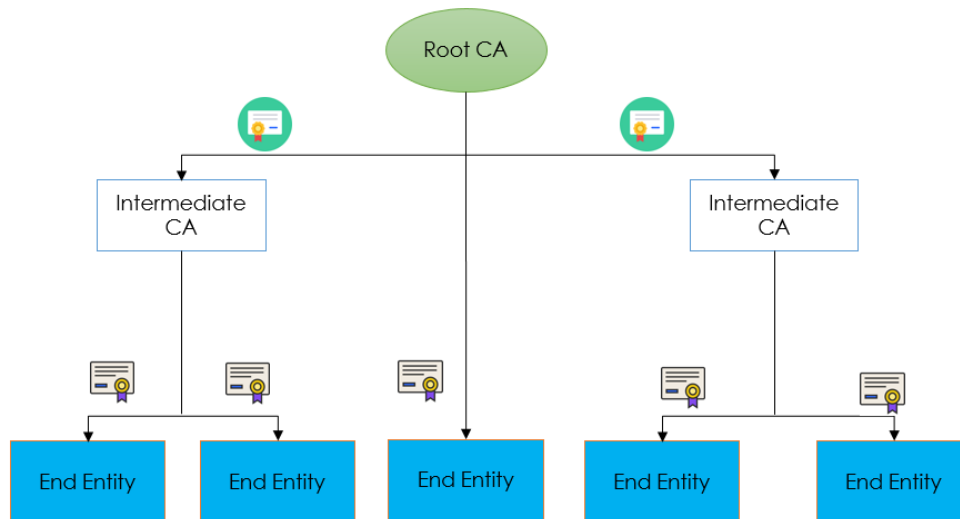 Root CA
Intermediate
CA
Intermediate
CA
End Entity
End Entity
End Entity
End Entity
End Entity